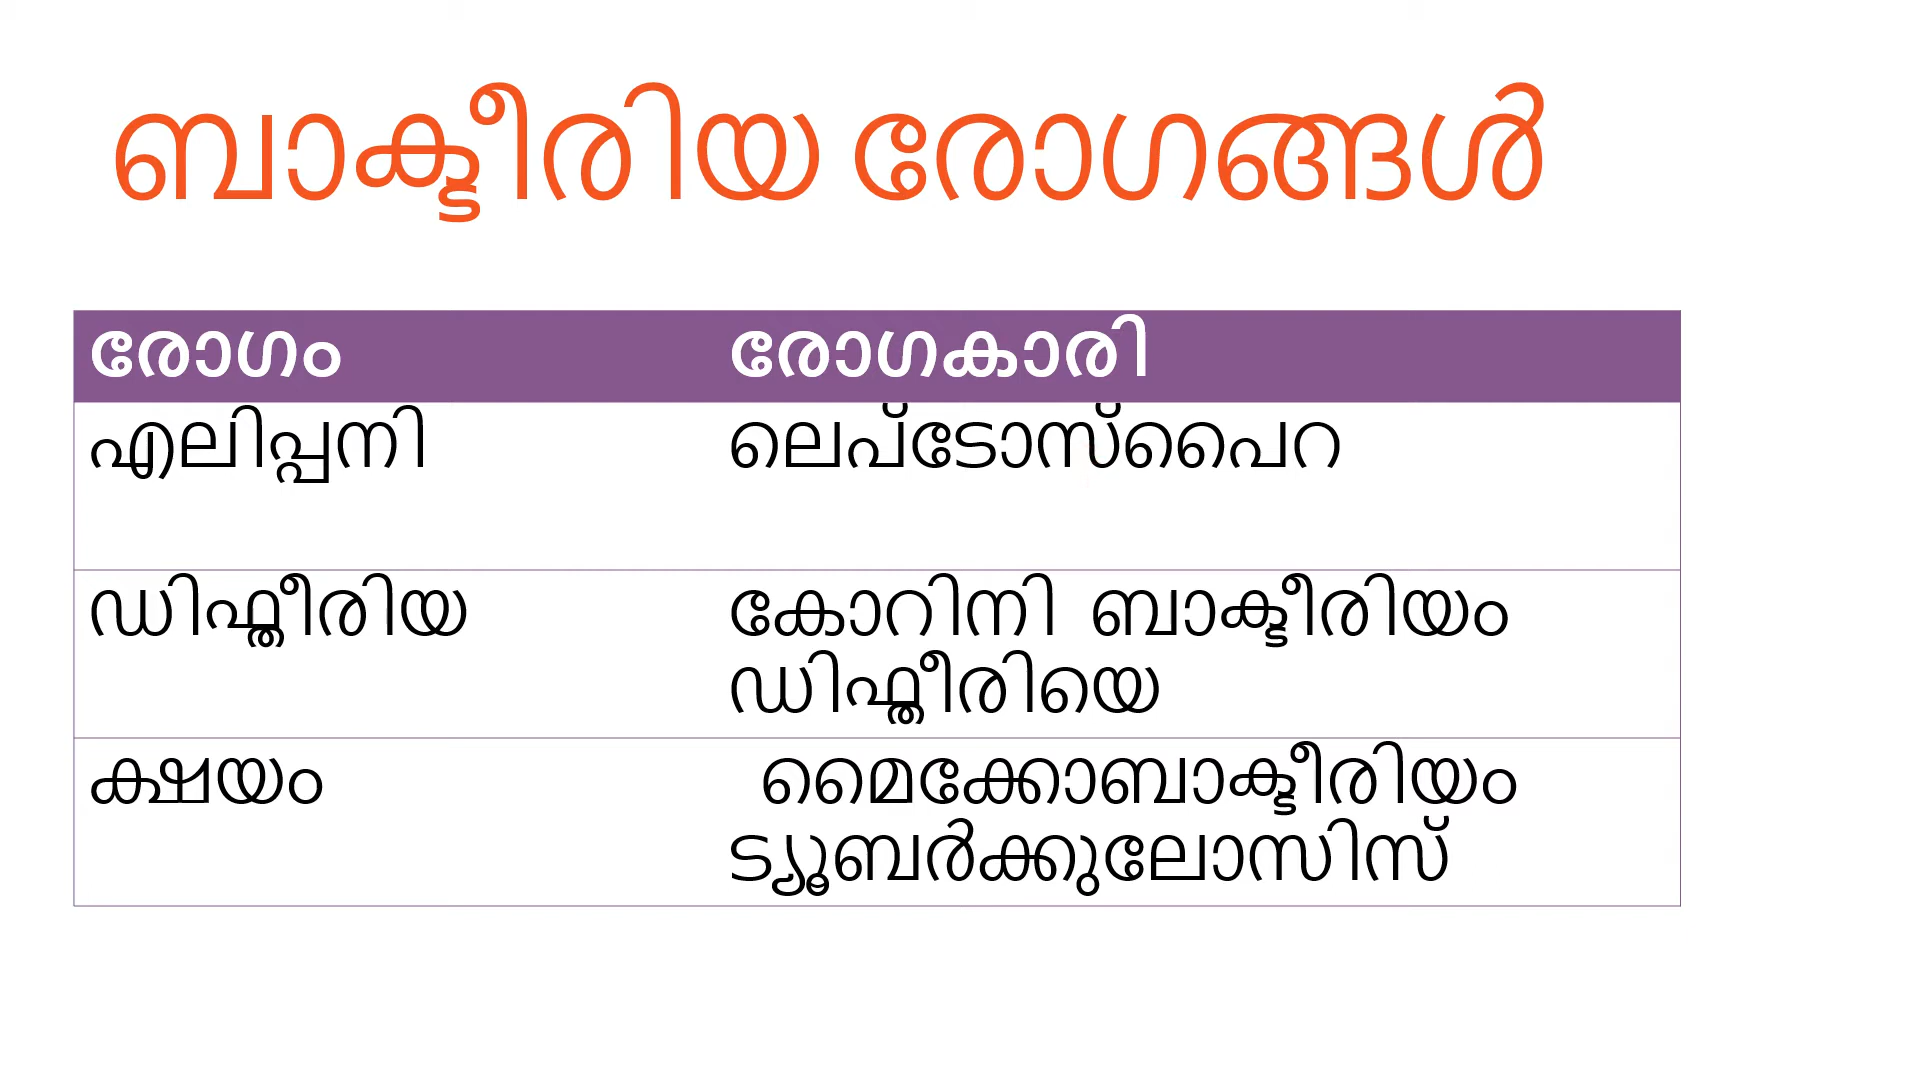 ബാക്ടീരിയ രോഗങ്ങൾ
രോഗം രോഗകാരി
എലിപ്പനി ലെപ്ടോസ്പൈറ
ഡിഫ്ത്തീരിയ കോറിനി ബാക്ടീരിയം
ഡിഫ്ത്തീരിയെ
ക്ഷയം മൈക്കോബാക്ടീരിയം
ട്യൂബർക്കുലോസിസ്